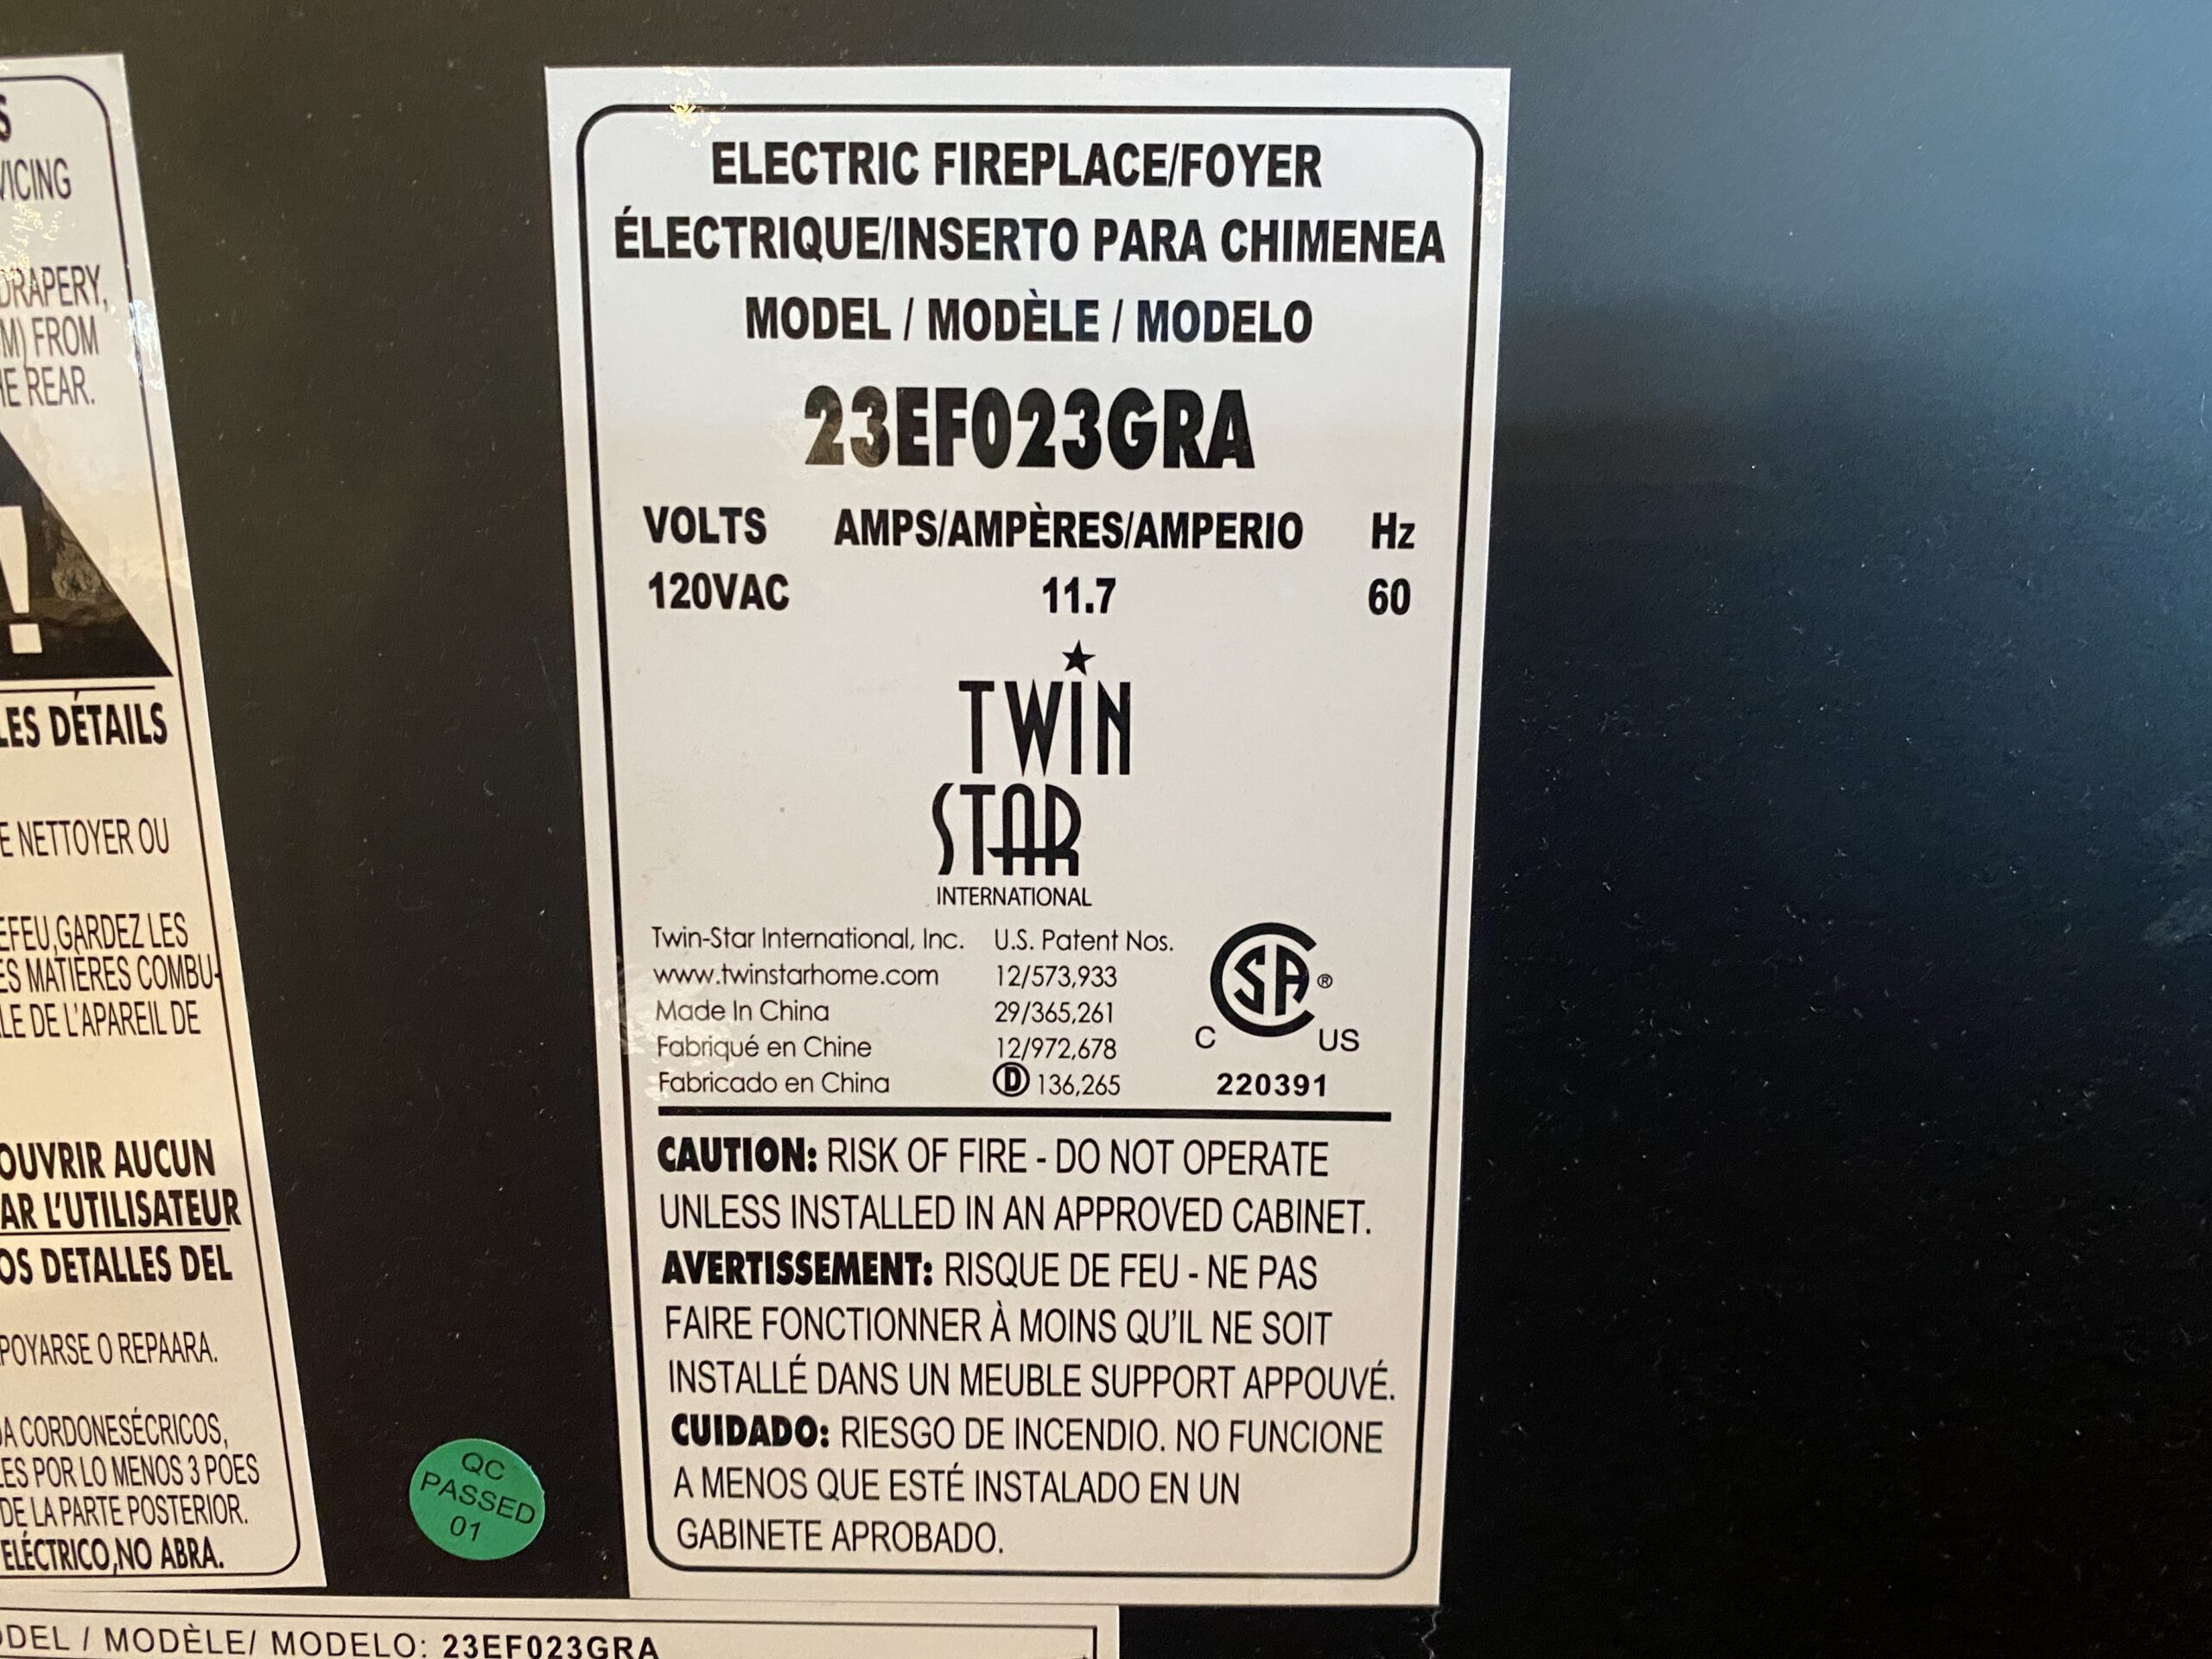 S
VICING
DRAPERY,
M) FROM
HE REAR.
!
LES DÉTAILS
E NETTOYER OU
EFEU,GARDEZ LES
ES MATIÈRES COMBU-
LE DE L'APAREIL DE
OUVRIR AUCUN
AR L'UTILISATEUR
OS DETALLES DEL
POYARSE O REPAARA.
DA CORDONESÉCRICOS,
LES POR LO MENOS 3 POES
DE LA PARTE POSTERIOR.
ELÉCTRICO,NO ABRA.
QC
PASSED
01
ELECTRIC FIREPLACE/FOYER
ÉLECTRIQUE/INSERTO PARA CHIMENEA
MODEL / MODÈLE / MODELO
23EF023GRA
VOLTS AMPS/AMPÈRES/AMPERIO Hz
120VAC 11.7 60
TWIN
STAR
INTERNATIONAL
Twin-Star International, Inc. U.S. Patent Nos.
www.twinstarhome.com 12/573,933
Made In China 29/365,261
Fabriqué en Chine 12/972,678
Fabricado en China D 136,265
CSA®
C US
220391
CAUTION: RISK OF FIRE - DO NOT OPERATE
UNLESS INSTALLED IN AN APPROVED CABINET.
AVERTISSEMENT: RISQUE DE FEU - NE PAS
FAIRE FONCTIONNER À MOINS QU'IL NE SOIT
INSTALLÉ DANS UN MEUBLE SUPPORT APPOUVÉ.
CUIDADO: RIESGO DE INCENDIO. NO FUNCIONE
A MENOS QUE ESTÉ INSTALADO EN UN
GABINETE APROBADO.
ODEL / MODÈLE/ MODELO: 23EF023GRA